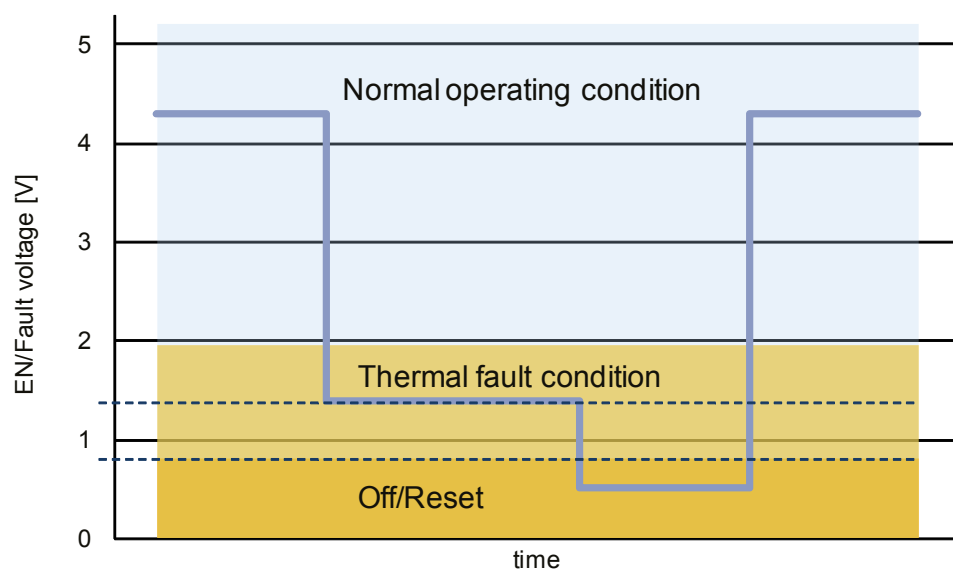 5
Normal operating condition
4
3
EN/Fault voltage [V]
2
Thermal fault condition
1
Off/Reset
0
time